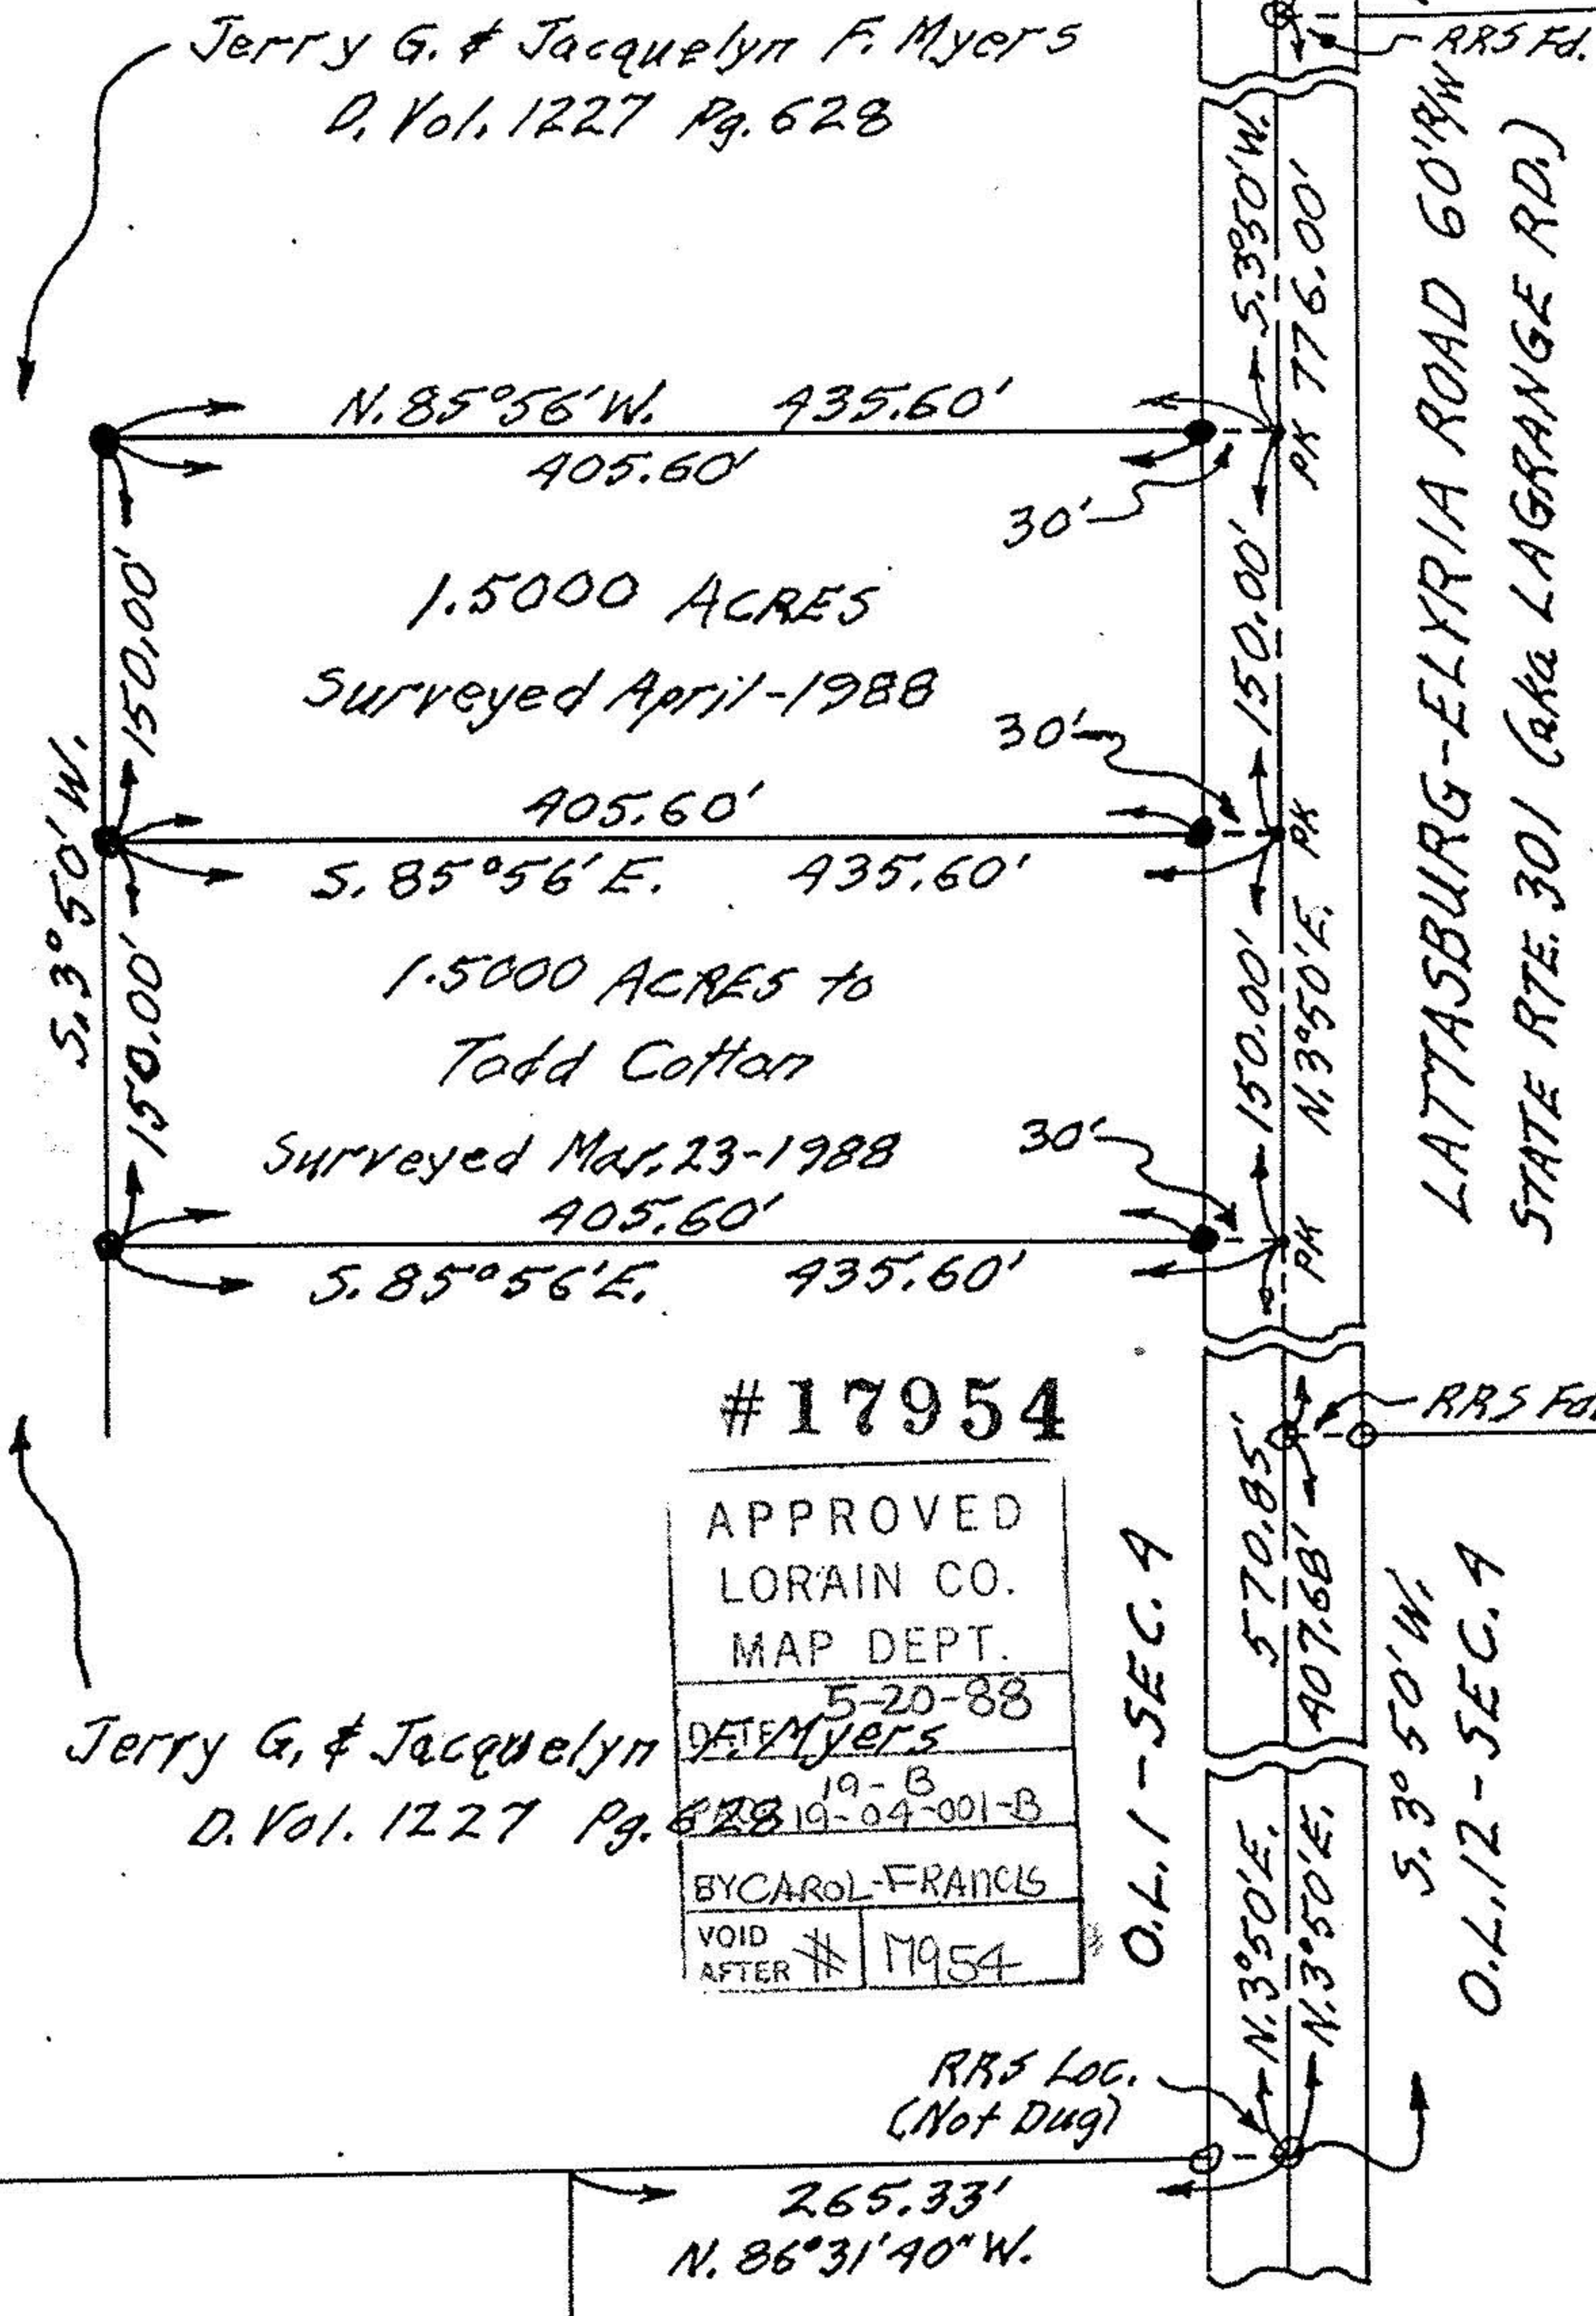 Jerry G. & Jacquelyn F. Myers
D. Vol. 1227 Pg. 628
RRS Fd.
S. 3°50' W.
PK 776.00'
LATTASBURG-ELYRIA ROAD 60' R/W
STATE RTE. 301 (aka LAGRANGE RD.)
N. 85°56' W. 435.60'
405.60'
30'
150.00'
150.00'
1.5000 ACRES
Surveyed April-1988
30'
405.60'
S. 85°56' E. 435.60'
PK
S. 3°50' W.
150.00'
150.00'
N. 3°50' E.
1.5000 ACRES to
Todd Cotton
Surveyed Mar. 23-1988
30'
405.60'
S. 85°56' E. 435.60'
PK
#17954
RRS Fd.
APPROVED
LORAIN CO.
MAP DEPT.
DATE 5-20-88
Jerry G. & Jacquelyn F. Myers
19-B
D. Vol. 1227 Pg. 628
19-04-001-B
BY CAROL-FRANCIS
VOID AFTER # 17954
O.L. 1-SEC. 4
570.85'
407.68'
S. 3°50' W.
O.L. 12-SEC. 4
N. 3°50' E.
N. 3°50' E.
RRS Loc.
(Not Dug)
265.33'
N. 86°31'40" W.